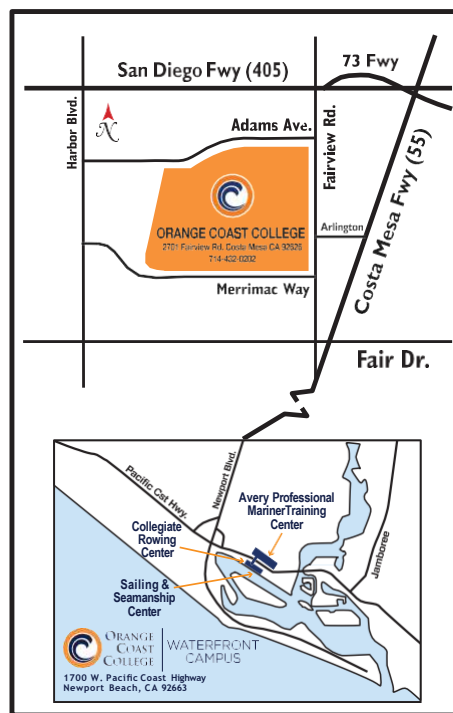 73 Fwy
San Diego Fwy (405)
Harbor Blvd.
N
Adams Ave.
Fairview Rd.
Costa Mesa Fwy (55)
ORANGE COAST COLLEGE
2701 Fairview Rd. Costa Mesa CA 92626
714-432-0202
Arlington
Merrimac Way
Fair Dr.
Pacific Cst Hwy.
Newport Blvd.
Avery Professional
MarinerTraining
Center
Collegiate
Rowing
Center
Jamboree
Sailing &
Seamanship
Center
ORANGE
COAST
COLLEGE
WATERFRONT
CAMPUS
1700 W. Pacific Coast Highway
Newport Beach, CA 92663